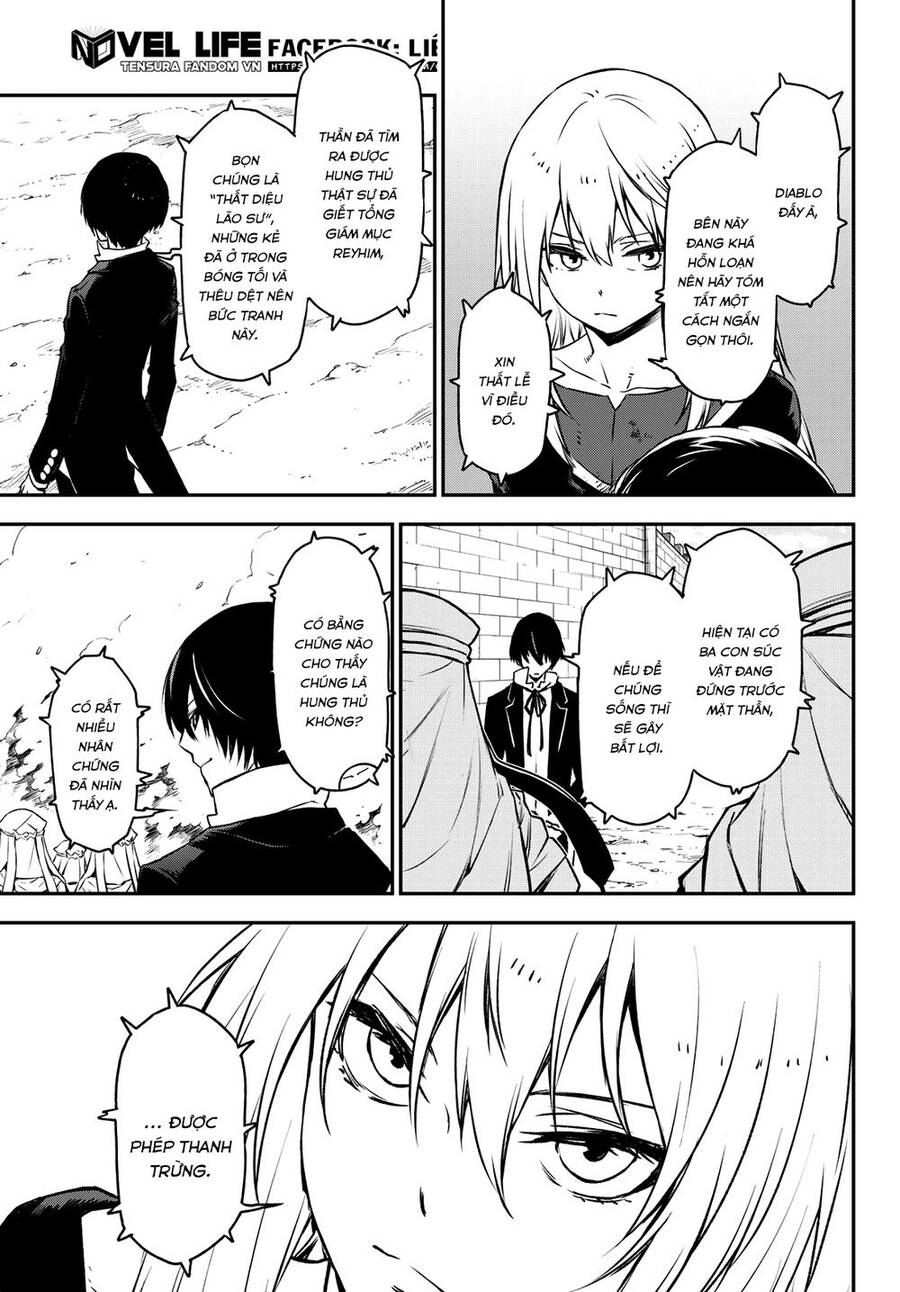 NOVEL LIFE
TENSURA FANDOM VN
FACEBOOK: LIÊ
DIABLO
ĐẤY À,
BÊN NÀY
ĐANG KHÁ
HỖN LOẠN
NÊN HÃY TÓM
TẮT MỘT
CÁCH NGẮN
GỌN THÔI.
XIN
THẤT LỄ
VÌ ĐIỀU
ĐÓ.
THẦN ĐÃ TÌM
RA ĐƯỢC
HUNG THỦ
THẬT SỰ ĐÃ
GIẾT TỔNG
GIÁM MỤC
REYHIM,
BỌN
CHÚNG LÀ
“THẤT DIỆU
LÃO SƯ”,
NHỮNG KẺ
ĐÃ Ở TRONG
BÓNG TỐI VÀ
THÊU DỆT NÊN
BỨC TRANH
NÀY.
HIỆN TẠI CÓ
BA CON SÚC
VẬT ĐANG
ĐỨNG TRƯỚC
MẶT THẦN,
NẾU ĐỂ
CHÚNG
SỐNG THÌ
SẼ GÂY
BẤT LỢI.
CÓ BẰNG
CHỨNG NÀO
CHO THẤY
CHÚNG LÀ
HUNG THỦ
KHÔNG?
CÓ RẤT
NHIỀU
NHÂN
CHỨNG
ĐÃ NHÌN
THẤY Ạ.
... ĐƯỢC
PHÉP THANH
TRỪNG.